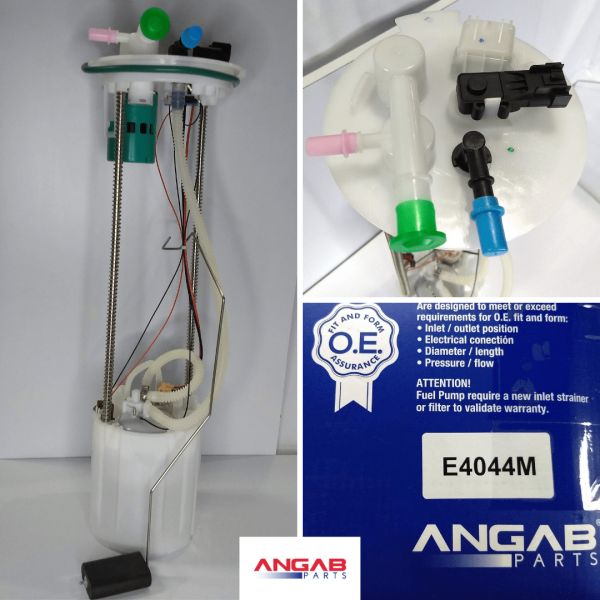 Are designed to meet or exceed
requirements for O.E. fit and form:
• Inlet / outlet position
• Electrical conección
• Diameter / length
• Pressure / flow
FIT AND FORM
O.E.
ASSURANCE
ATTENTION!
Fuel Pump require a new inlet strainer
or filter to validate warranty.
E4044M
ANGAB
PARTS
ANGAB
PARTS